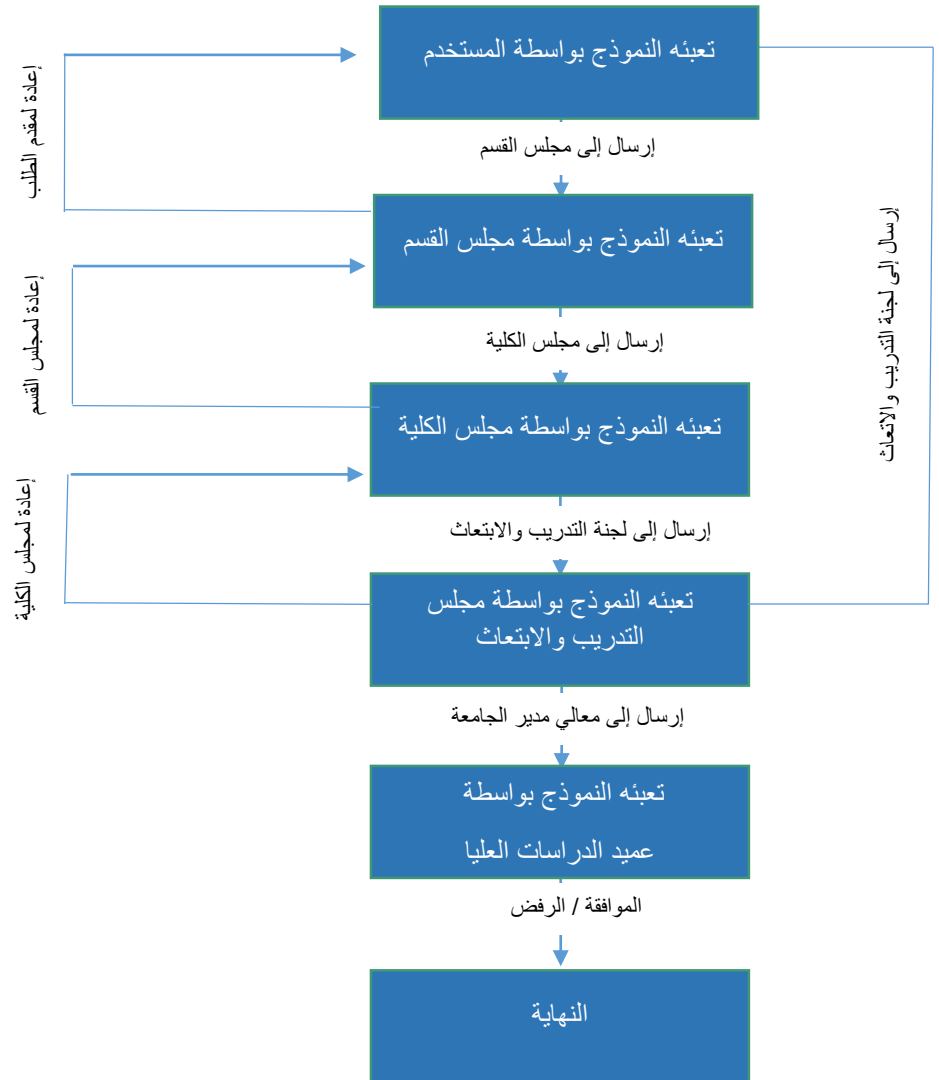 تعبئه النموذج بواسطة المستخدم
إرسال إلى مجلس القسم
إعادة لمقدم الطلب
تعبئه النموذج بواسطة مجلس القسم
إرسال إلى لجنة التدريب والاتعاث
إرسال إلى مجلس الكلية
إعادة لمجلس القسم
تعبئه النموذج بواسطة مجلس الكلية
إرسال إلى لجنة التدريب والابتعاث
إعادة لمجلس الكلية
تعبئه النموذج بواسطة مجلس
التدريب والابتعاث
إرسال إلى معالي مدير الجامعة
تعبئه النموذج بواسطة
عميد الدراسات العليا
الموافقة / الرفض
النهاية